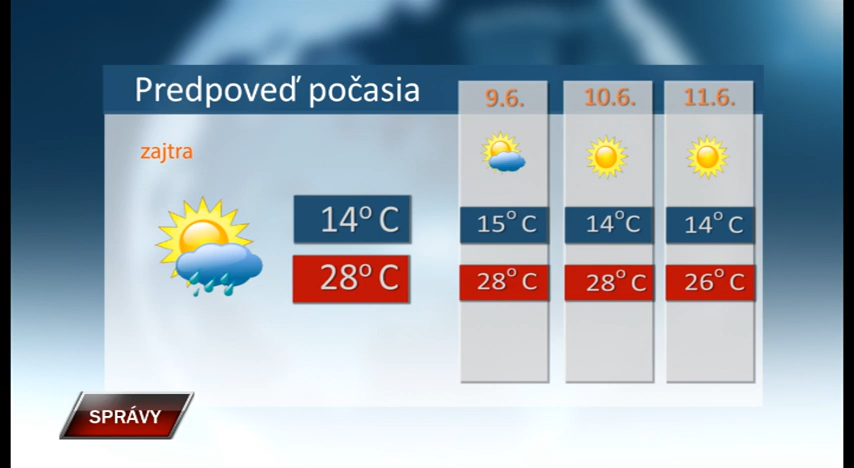 Predpoveď počasia
zajtra
14° C
28° C
9.6.
15° C
28° C
10.6.
14°C
28° C
11.6.
14° C
26° C
SPRÁVY